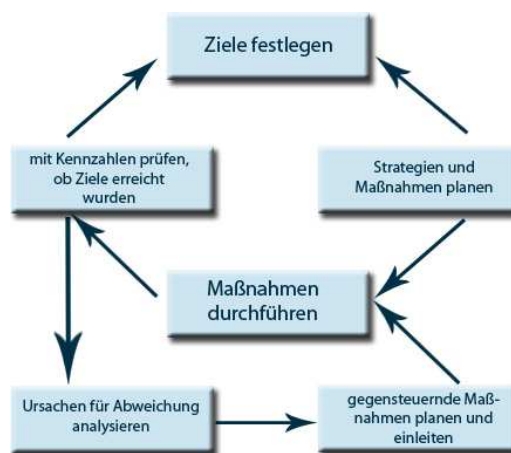 Ziele festlegen
mit Kennzahlen prüfen,
ob Ziele erreicht
wurden
Strategien und
Maßnahmen planen
Maßnahmen
durchführen
Ursachen für Abweichung
analysieren
gegensteuernde Maß-
nahmen planen und
einleiten